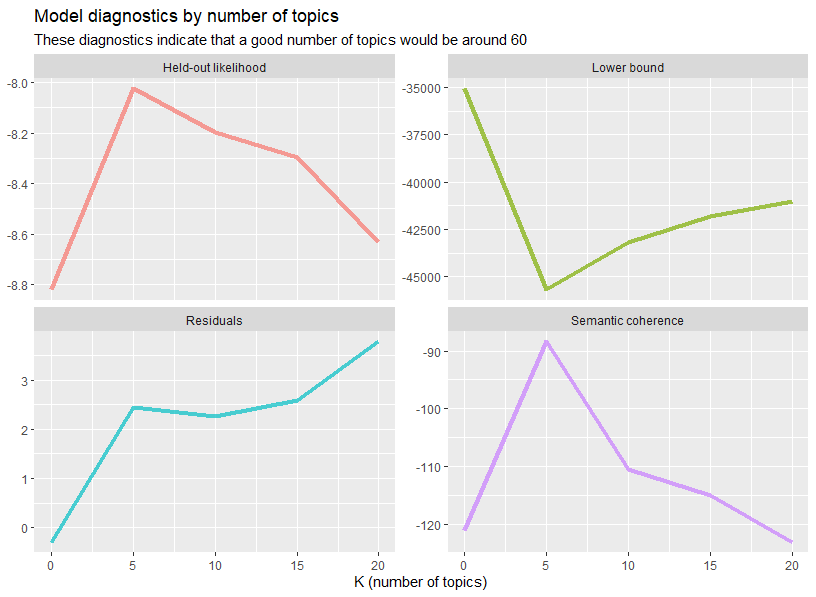 Model diagnostics by number of topics
These diagnostics indicate that a good number of topics would be around 60
Held-out likelihood
-8.0
-8.2
-8.4
-8.6
-8.8
Lower bound
-35000
-37500
-40000
-42500
-45000
Residuals
3
2
1
0
0 5 10 15 20
Semantic coherence
-90
-100
-110
-120
0 5 10 15 20
K (number of topics)